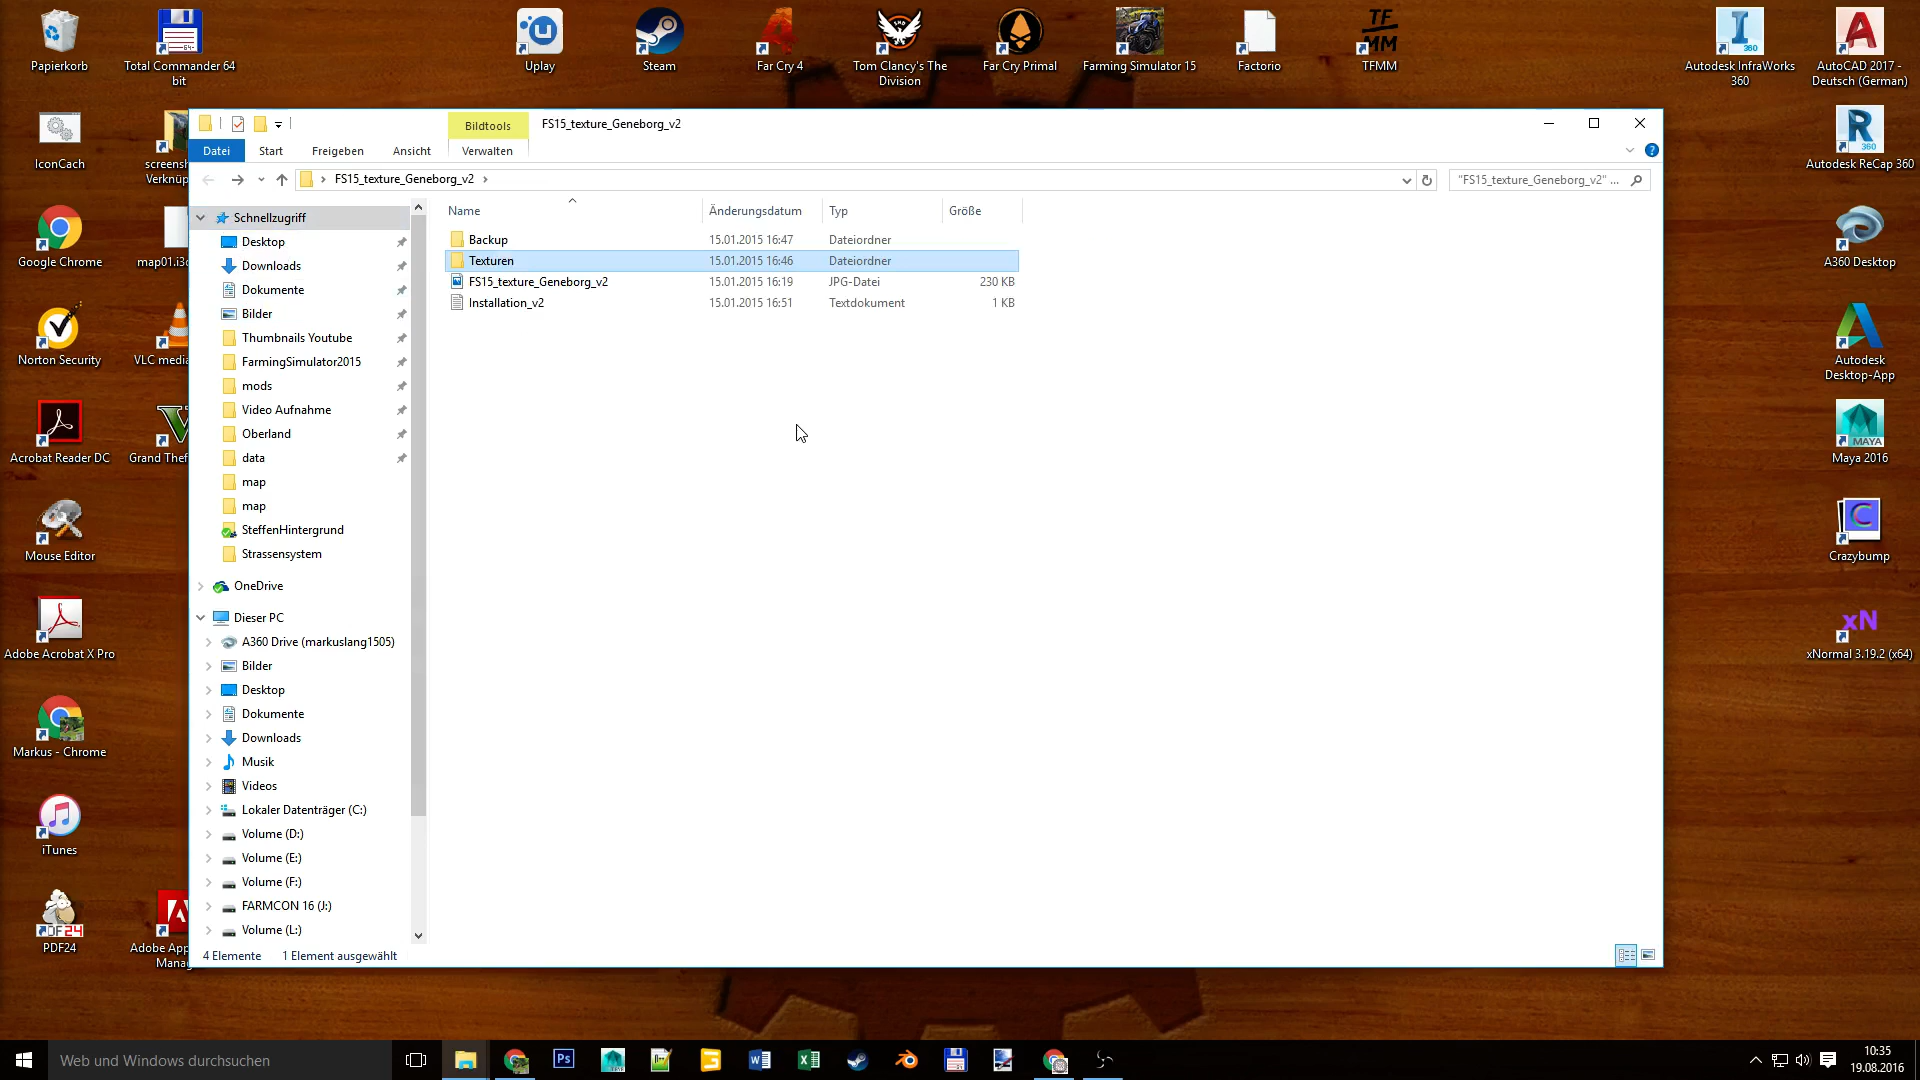 Papierkorb
Total Commander 64
bit
Uplay
Steam
Far Cry 4
Tom Clancy's The
Division
Far Cry Primal
Farming Simulator 15
Factorio
TF
MM
TFMM
360
Autodesk InfraWorks
360
AutoCAD 2017 -
Deutsch (German)
IconCach
Verknüp
Google Chrome
map01.i3d
Norton Security
VLC media
Acrobat Reader DC
Grand Thef
Mouse Editor
Adobe Acrobat X Pro
Markus - Chrome
iTunes
PDF24
Adobe App
360
Autodesk ReCap 360
A360 Desktop
Autodesk
Desktop-App
MAYA
Maya 2016
Crazybump
xN
xNormal 3.19.2 (x64)
Bildtools
FS15_texture_Geneborg_v2
Datei
Start
Freigeben
Ansicht
Verwalten
FS15_texture_Geneborg_v2
"FS15_texture_Geneborg_v2" ...
Name
Änderungsdatum
Typ
Größe
Backup
15.01.2015 16:47
Dateiordner
Texturen
15.01.2015 16:46
Dateiordner
FS15_texture_Geneborg_v2
15.01.2015 16:19
JPG-Datei
230 KB
Installation_v2
15.01.2015 16:51
Textdokument
1 KB
Schnellzugriff
Desktop
Downloads
Dokumente
Bilder
Thumbnails Youtube
FarmingSimulator2015
mods
Video Aufnahme
Oberland
data
map
map
SteffenHintergrund
Strassensystem
OneDrive
Dieser PC
A360 Drive (markuslang1505)
Bilder
Desktop
Dokumente
Downloads
Musik
Videos
Lokaler Datenträger (C:)
Volume (D:)
Volume (E:)
Volume (F:)
FARMCON 16 (J:)
Volume (L:)
4 Elemente
1 Element ausgewählt
Web und Windows durchsuchen
10:35
19.08.2016